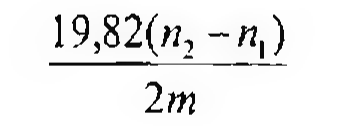 19,82(n₂ – n₁)
2m